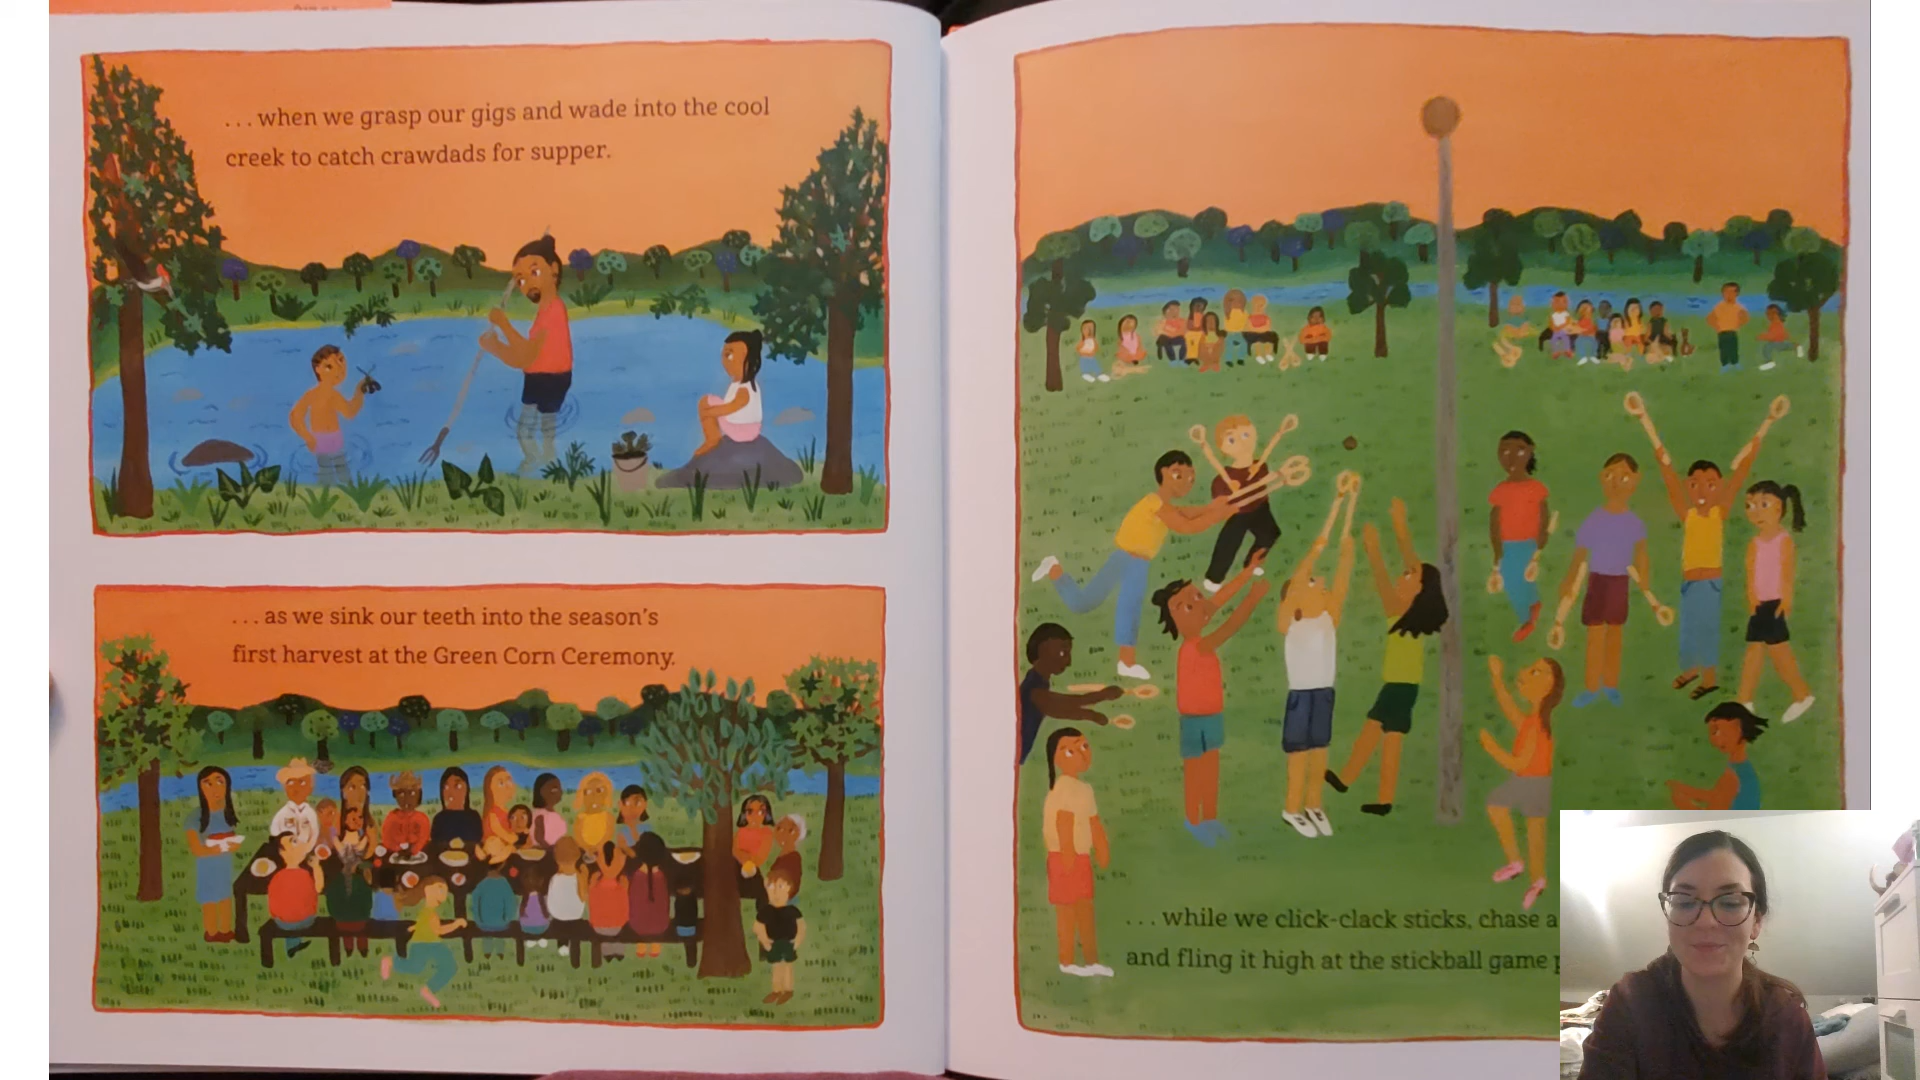 ... when we grasp our gigs and wade into the cool
creek to catch crawdads for supper.
... as we sink our teeth into the season's
first harvest at the Green Corn Ceremony.
... while we click-clack sticks, chase a
and fling it high at the stickball game